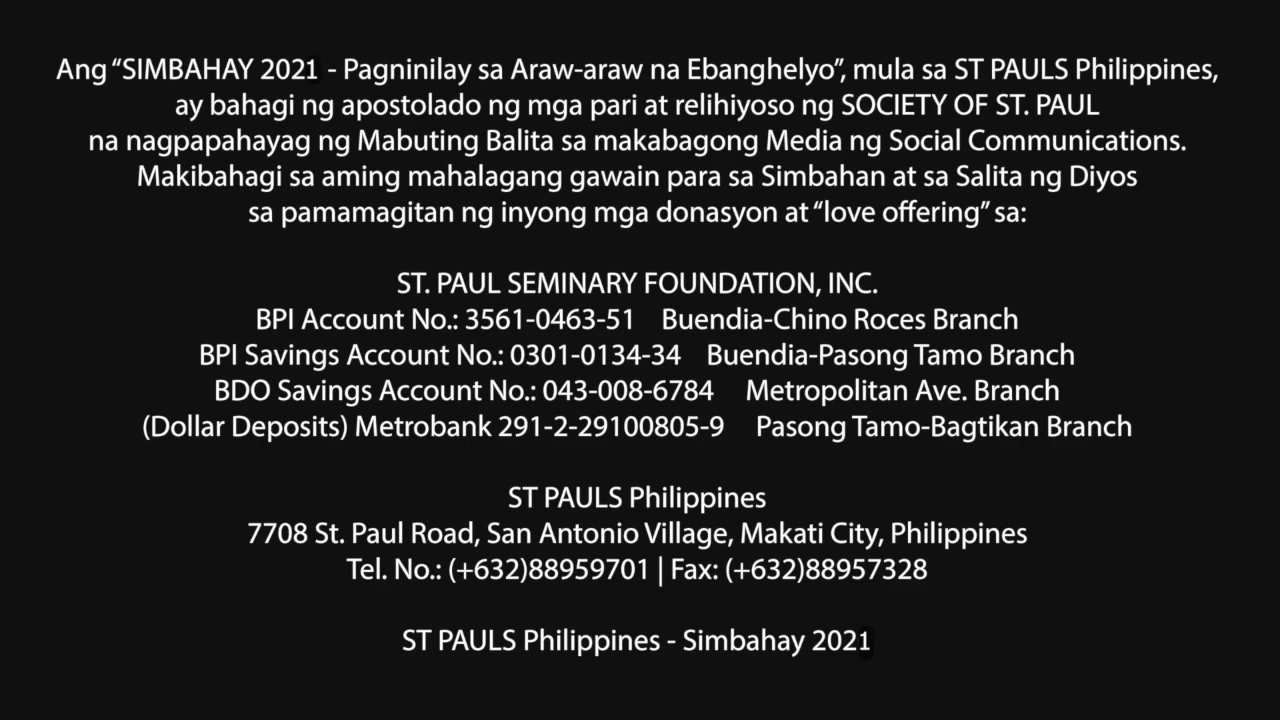 Ang “SIMBAHAY 2021 - Pagninilay sa Araw-araw na Ebanghelyo”, mula sa ST PAULS Philippines,
ay bahagi ng apostolado ng mga pari at relihiyoso ng SOCIETY OF ST. PAUL
na nagpapahayag ng Mabuting Balita sa makabagong Media ng Social Communications.
Makibahagi sa aming mahalagang gawain para sa Simbahan at sa Salita ng Diyos
sa pamamagitan ng inyong mga donasyon at “love offering” sa:
ST. PAUL SEMINARY FOUNDATION, INC.
BPI Account No.: 3561-0463-51 Buendia-Chino Roces Branch
BPI Savings Account No.: 0301-0134-34 Buendia-Pasong Tamo Branch
BDO Savings Account No.: 043-008-6784 Metropolitan Ave. Branch
(Dollar Deposits) Metrobank 291-2-29100805-9 Pasong Tamo-Bagtikan Branch
ST PAULS Philippines
7708 St. Paul Road, San Antonio Village, Makati City, Philippines
Tel. No.: (+632)88959701 | Fax: (+632)88957328
ST PAULS Philippines - Simbahay 2021